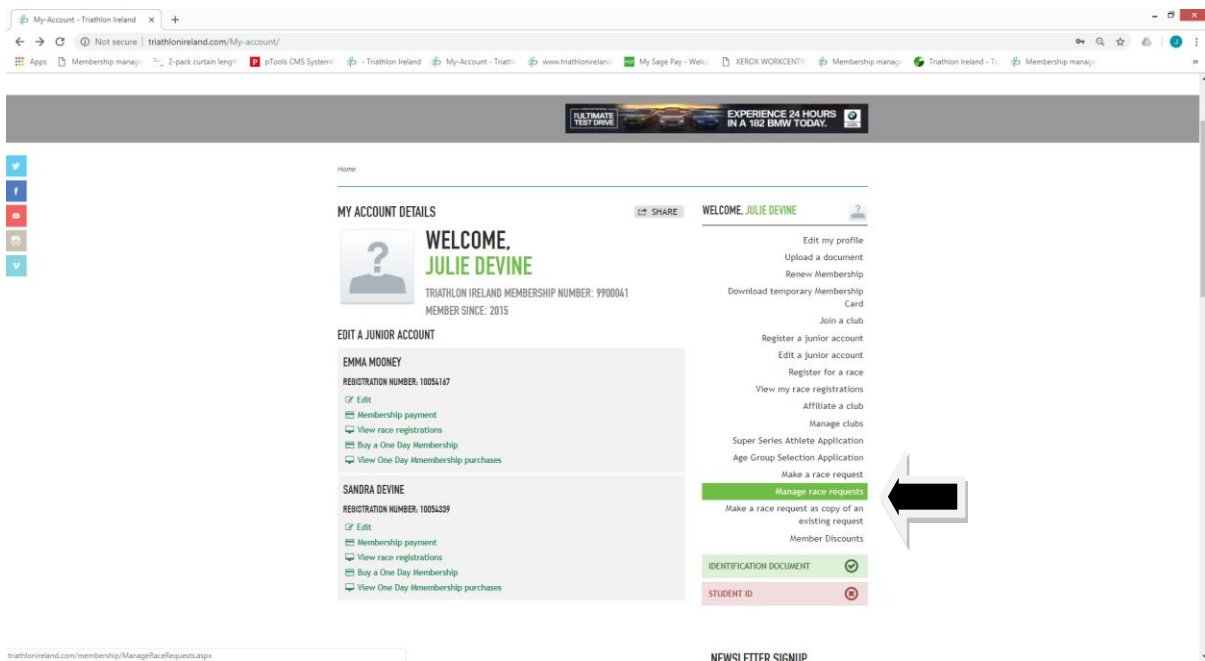 My-Account - Triathlon Ireland
Not secure | triathlonireland.com/My-account/
Apps Membership manag 2-pack curtain lengt pTools CMS System - Triathlon Ireland My-Account - Triath www.triathlonireland My Sage Pay - Welc XEROX WORKCENT Membership manag Triathlon Ireland - T Membership manag
ULTIMATE TEST DRIVE
EXPERIENCE 24 HOURS
IN A 182 BMW TODAY.
Home
MY ACCOUNT DETAILS
SHARE
WELCOME,
JULIE DEVINE
TRIATHLON IRELAND MEMBERSHIP NUMBER: 9900041
MEMBER SINCE: 2015
EDIT A JUNIOR ACCOUNT
EMMA MOONEY
REGISTRATION NUMBER: 10054167
Edit
Membership payment
View race registrations
Buy a One Day Membership
View One Day Mmembership purchases
SANDRA DEVINE
REGISTRATION NUMBER: 10054339
Edit
Membership payment
View race registrations
Buy a One Day Membership
View One Day Mmembership purchases
WELCOME, JULIE DEVINE
Edit my profile
Upload a document
Renew Membership
Download temporary Membership
Card
Join a club
Register a junior account
Edit a junior account
Register for a race
View my race registrations
Affiliate a club
Manage clubs
Super Series Athlete Application
Age Group Selection Application
Make a race request
Manage race requests
Make a race request as copy of an
existing request
Member Discounts
IDENTIFICATION DOCUMENT
STUDENT ID
NEWSLETTER SIGNUP
triathlonireland.com/membership/ManageRaceRequests.aspx